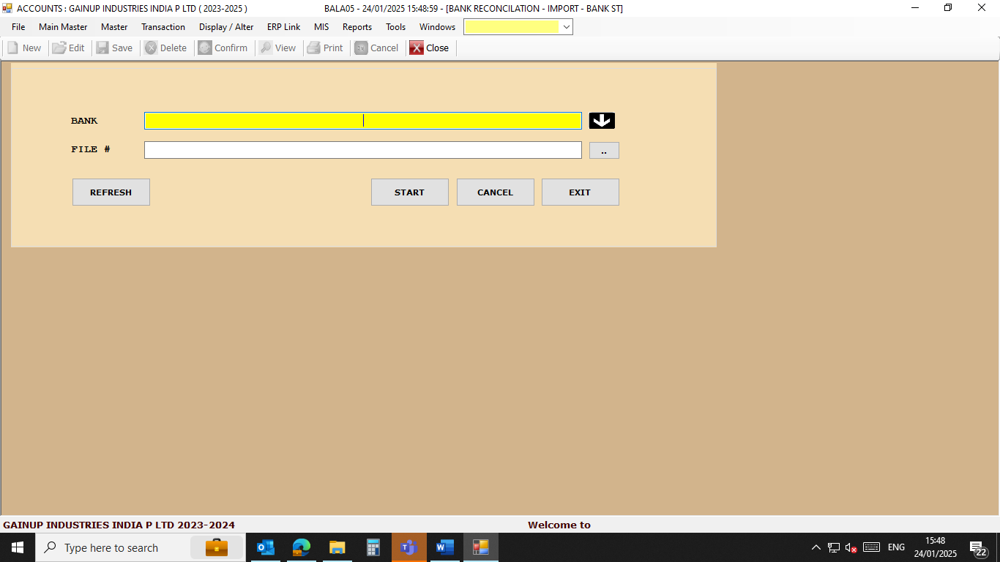 ACCOUNTS : GAINUP INDUSTRIES INDIA P LTD ( 2023-2025 ) BALA05 - 24/01/2025 15:48:59 - [BANK RECONCILATION - IMPORT - BANK ST]
File Main Master Master Transaction Display / Alter ERP Link MIS Reports Tools Windows
New Edit Save Delete Confirm View Print Cancel Close
BANK
FILE # ..
REFRESH START CANCEL EXIT
GAINUP INDUSTRIES INDIA P LTD 2023-2024 Welcome to
Type here to search ENG 15:48
24/01/2025 22